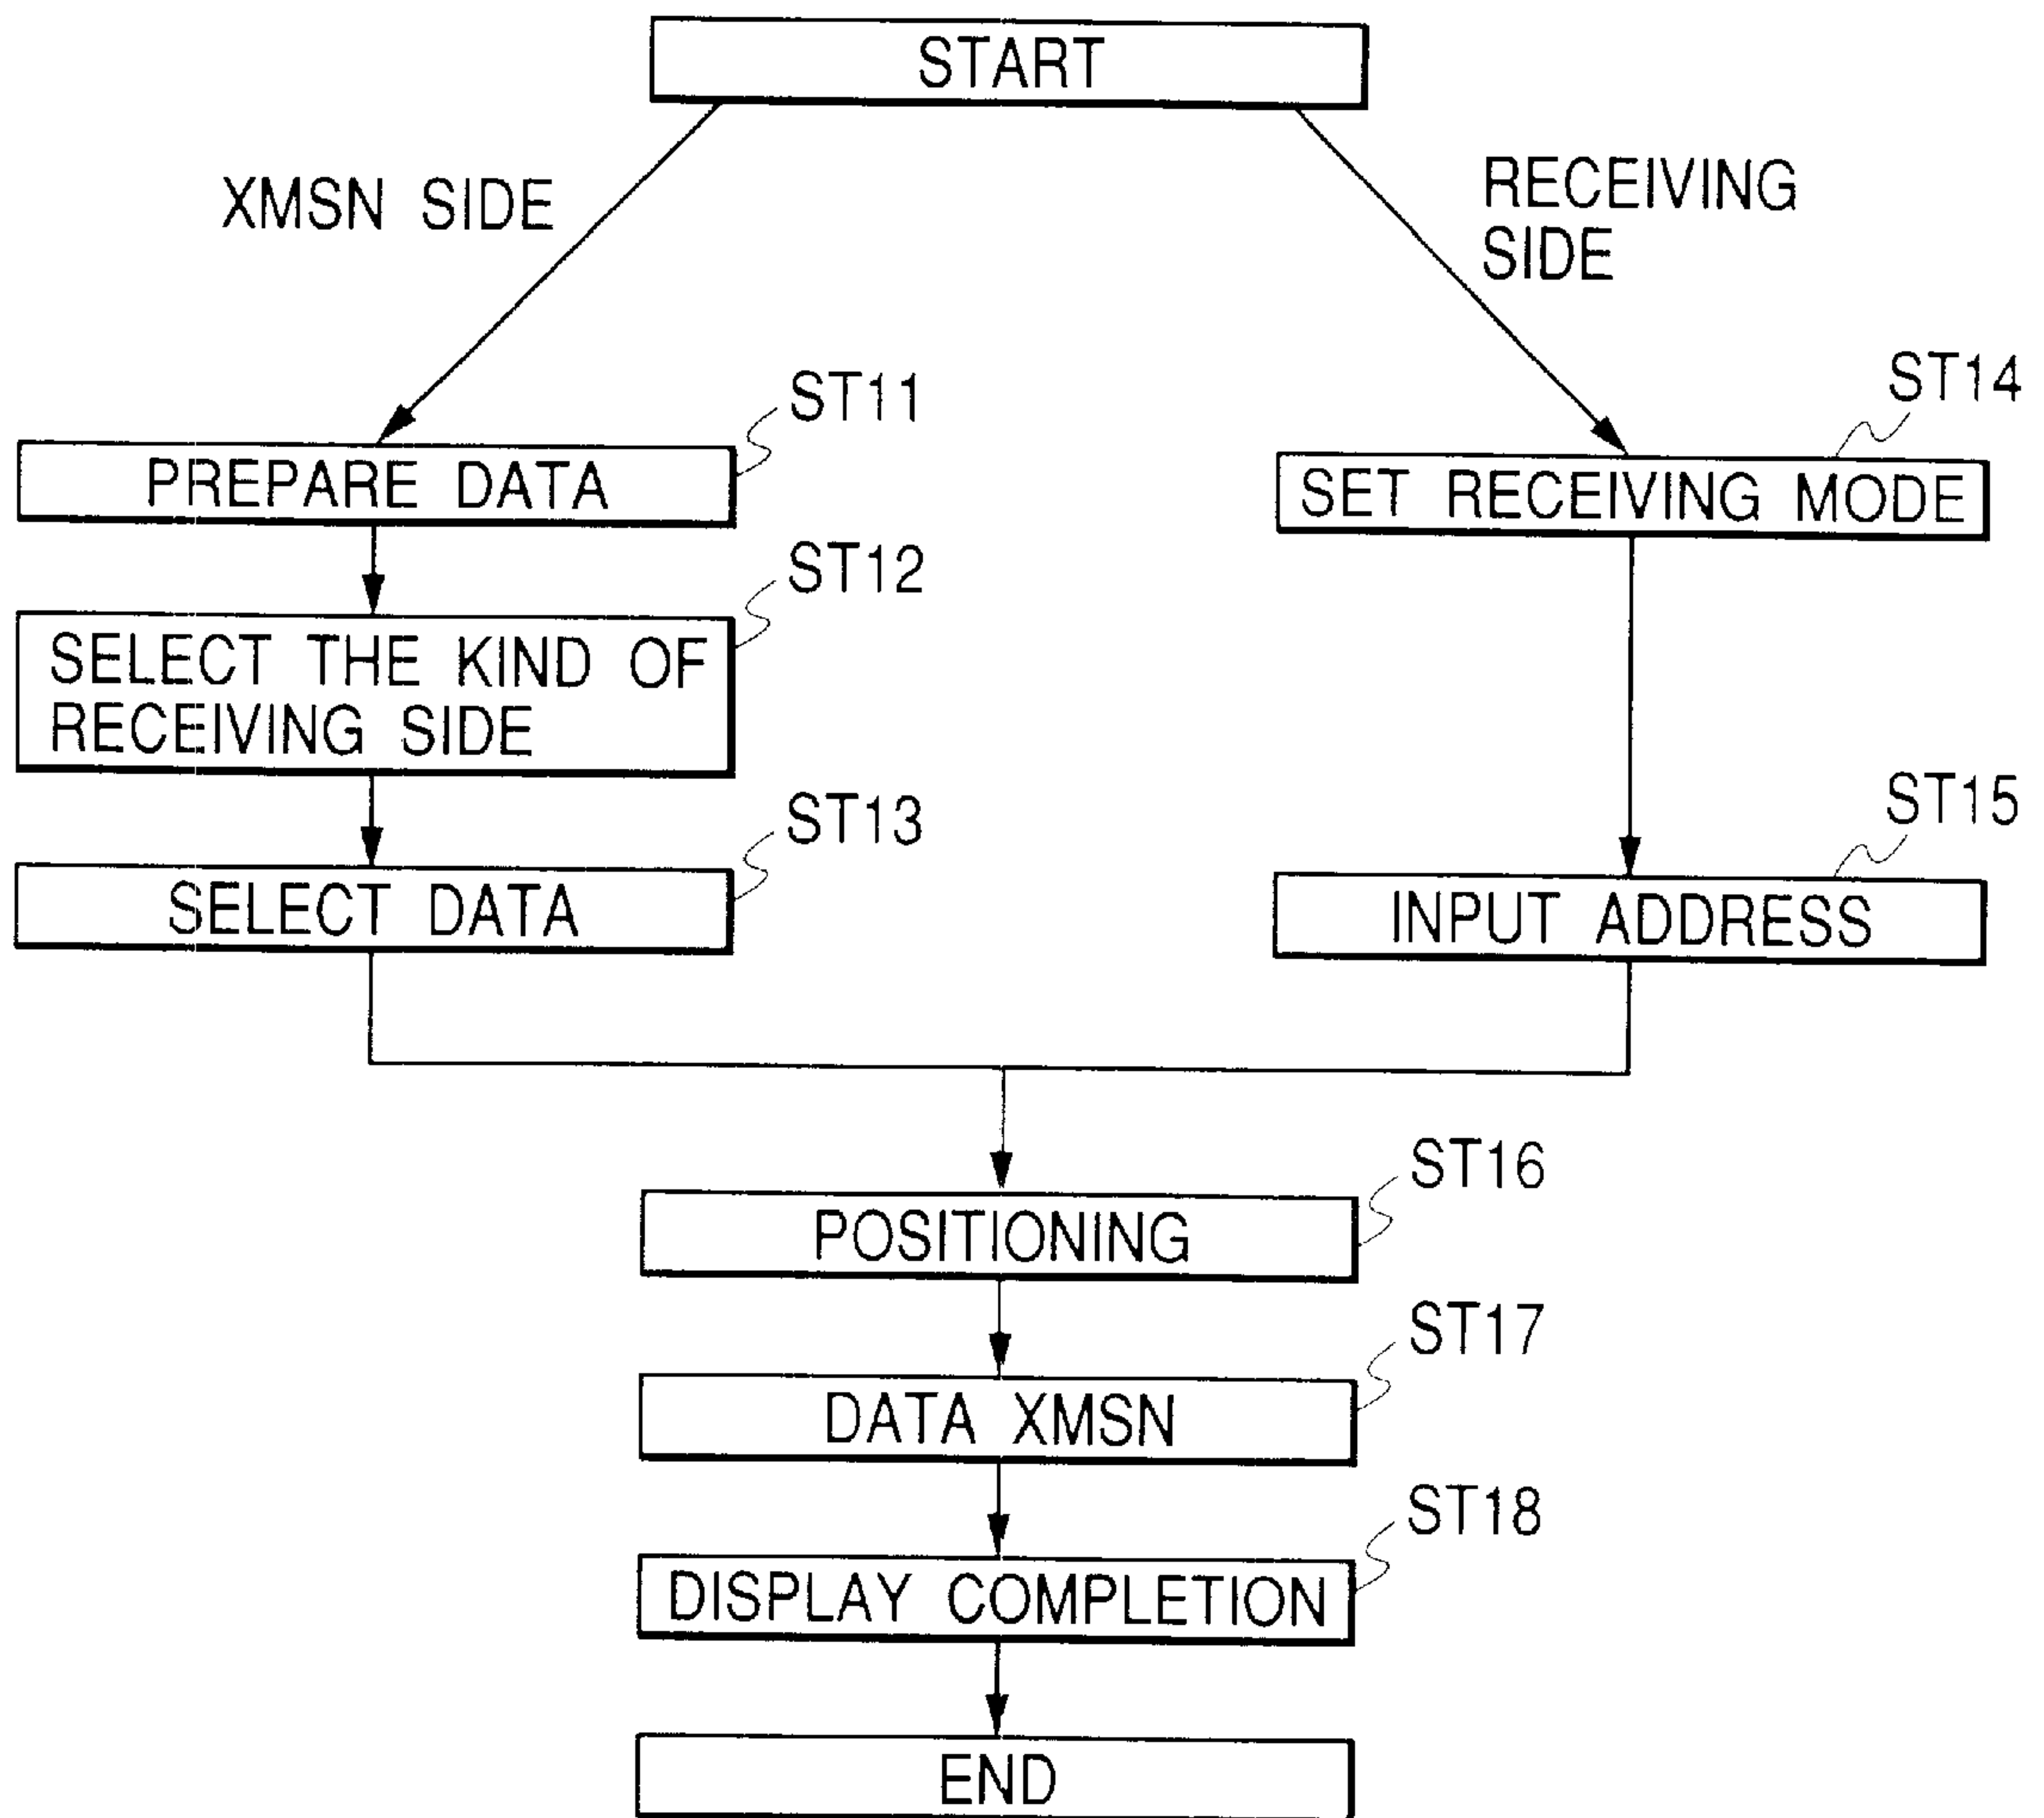 START
XMSN SIDE
RECEIVING
SIDE
ST11
PREPARE DATA
ST14
SET RECEIVING MODE
ST12
SELECT THE KIND OF
RECEIVING SIDE
ST13
SELECT DATA
ST15
INPUT ADDRESS
ST16
POSITIONING
ST17
DATA XMSN
ST18
DISPLAY COMPLETION
END